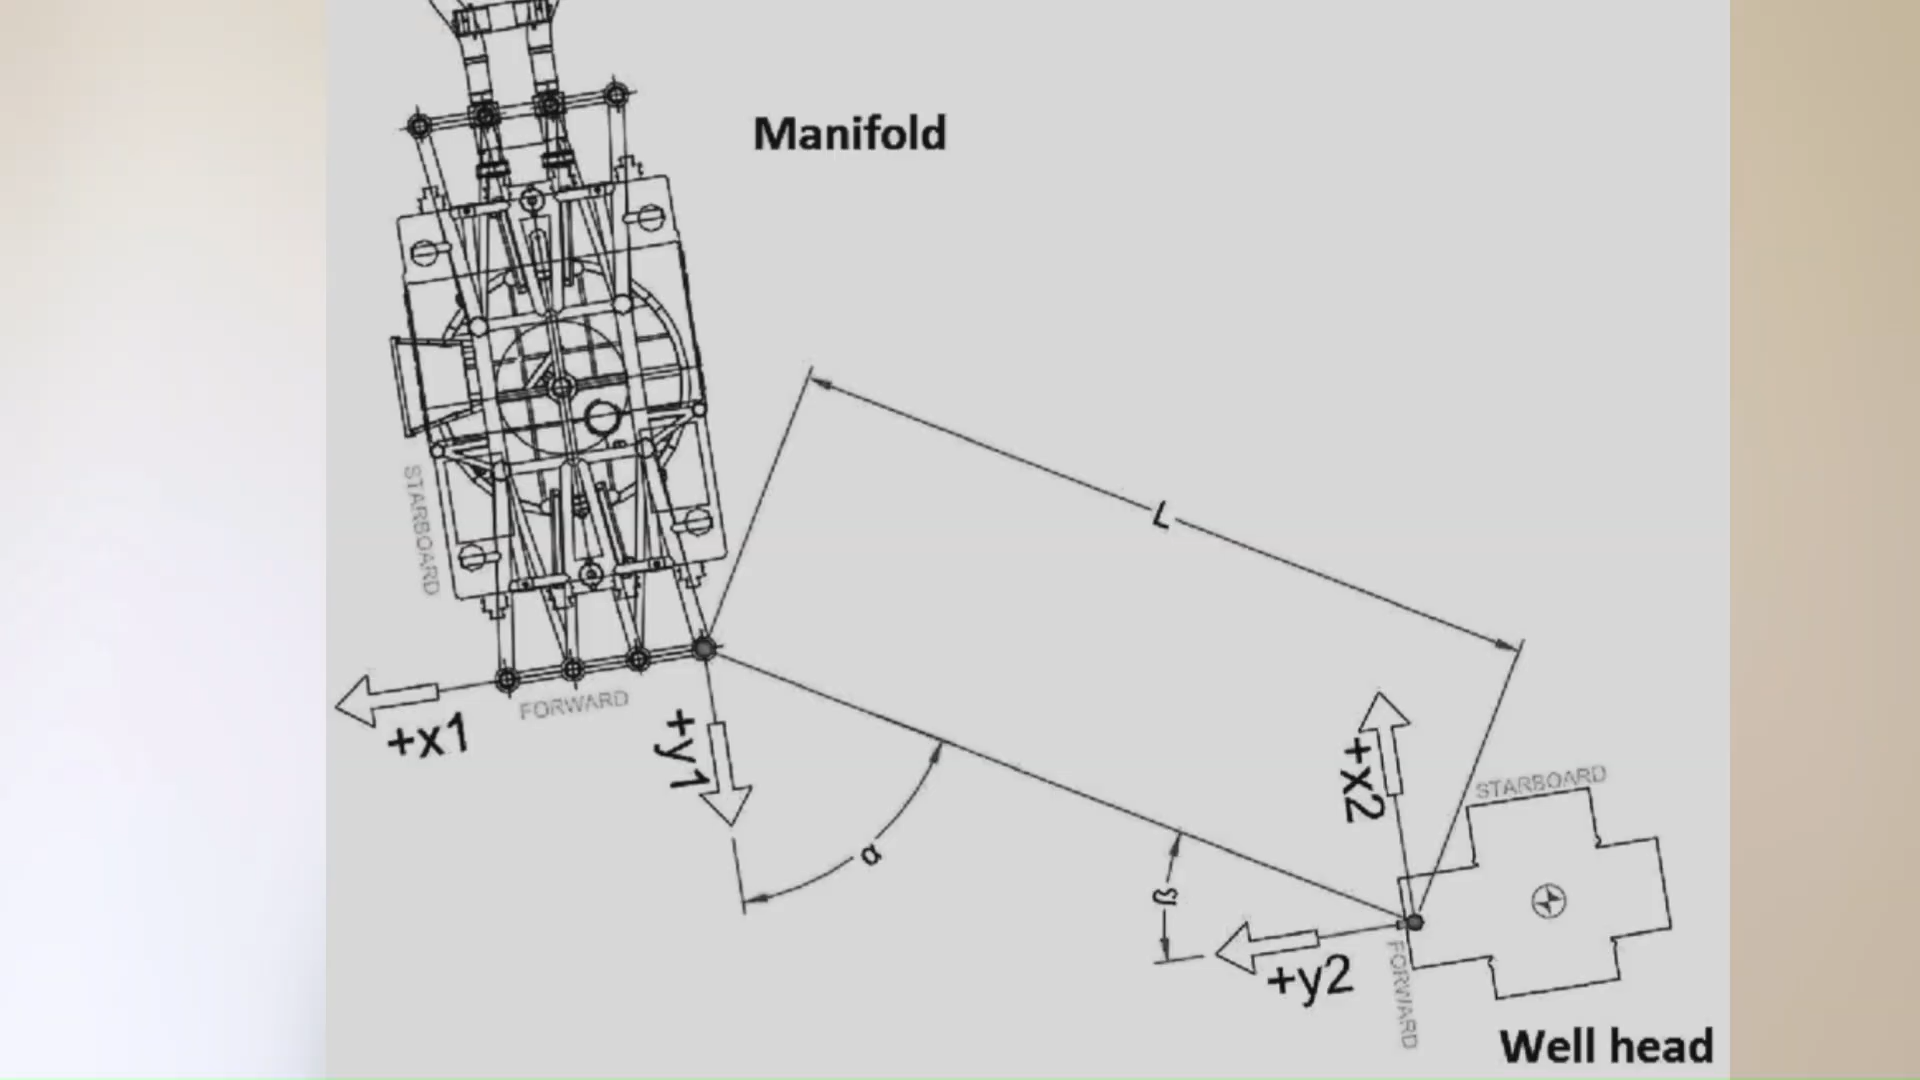 Manifold
L
STARBOARD
FORWARD
+x1
+y1
α
+x2
STARBOARD
β
+y2
FORWARD
Well head